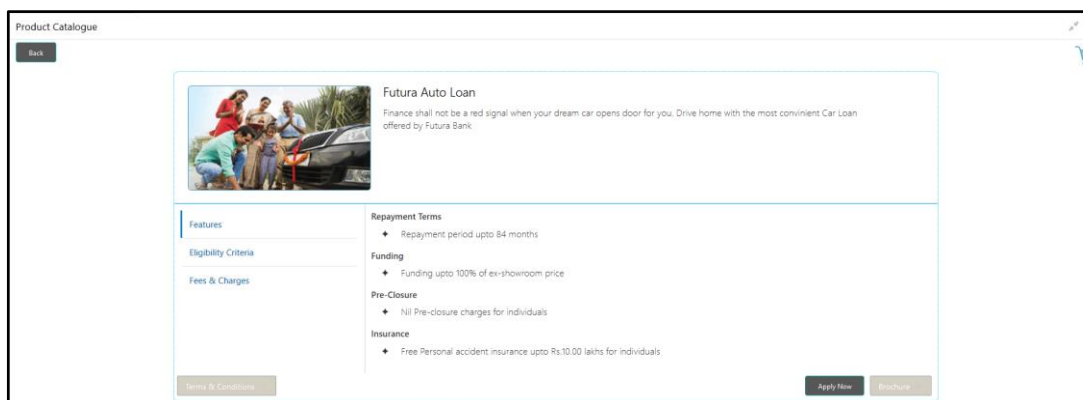 Product Catalogue
Back
Futura Auto Loan
Finance shall not be a red signal when your dream car opens door for you. Drive home with the most convinient Car Loan
offered by Futura Bank
Features
Eligibility Criteria
Fees & Charges
Repayment Terms
Repayment period upto 84 months
Funding
Funding upto 100% of ex-showroom price
Pre-Closure
Nil Pre-closure charges for individuals
Insurance
Free Personal accident insurance upto Rs.10.00 lakhs for individuals
Terms & Conditions
Apply Now
Brochure